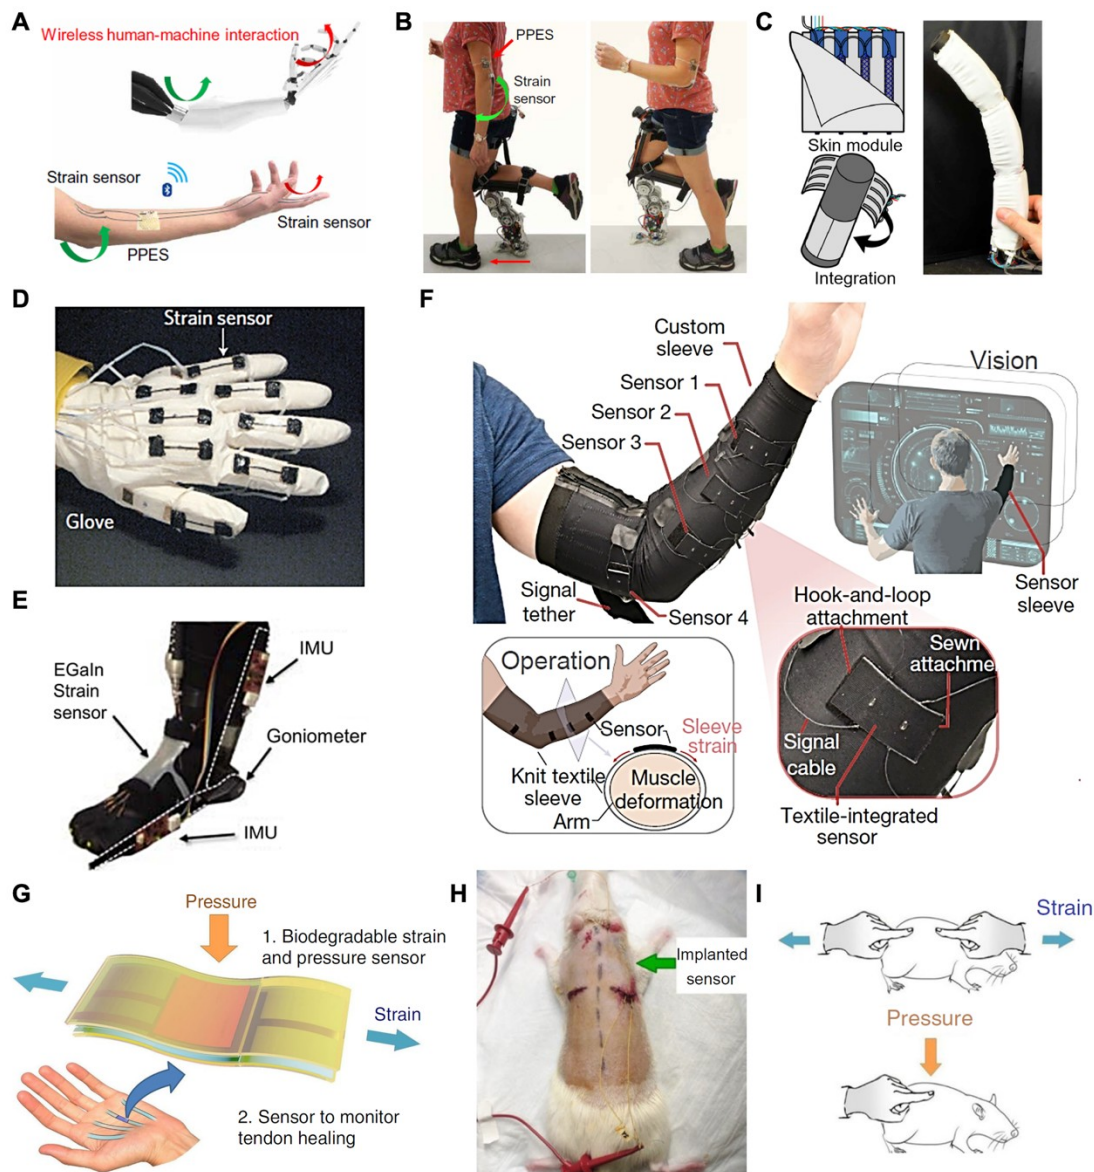 A
Wireless human-machine interaction
Strain sensor
PPES
Strain sensor
B
PPES
Strain
sensor
C
Skin module
Integration
D
Strain sensor
Glove
E
EGaIn
Strain
sensor
IMU
Goniometer
IMU
F
Custom
sleeve
Sensor 1
Sensor 2
Sensor 3
Signal
tether
Sensor 4
Vision
Sensor
sleeve
Operation
Sensor
Sleeve
strain
Knit textile
sleeve
Muscle
deformation
Arm
Hook-and-loop
attachment
Sewn
attachme
Signal
cable
Textile-integrated
sensor
G
Pressure
1. Biodegradable strain
and pressure sensor
Strain
2. Sensor to monitor
tendon healing
H
Implanted
sensor
I
Strain
Pressure